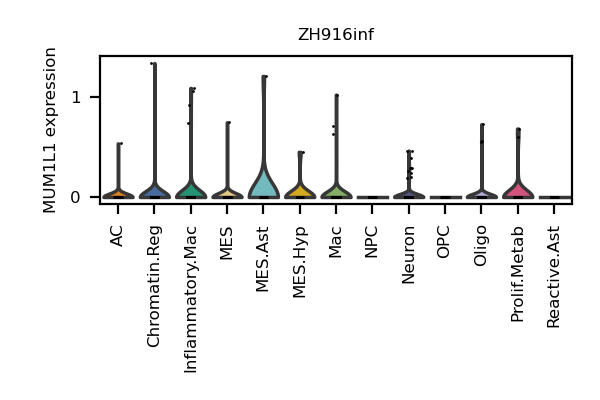 ZH916inf
MUM1L1 expression
1
0
AC
Chromatin.Reg
Inflammatory.Mac
MES
MES.Ast
MES.Hyp
Mac
NPC
Neuron
OPC
Oligo
Prolif.Metab
Reactive.Ast